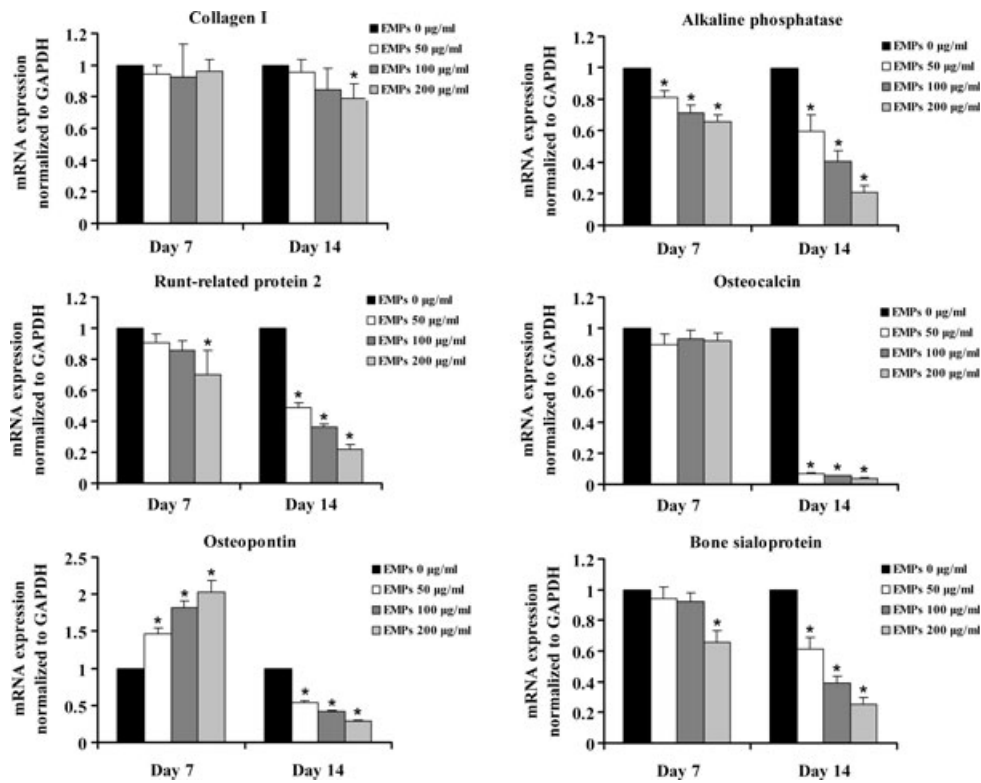 Collagen I
mRNA expression
normalized to GAPDH
1.2
1
0.8
0.6
0.4
0.2
0
*
Day 7
Day 14
EMPs 0 µg/ml
EMPs 50 µg/ml
EMPs 100 µg/ml
EMPs 200 µg/ml
Alkaline phosphatase
mRNA expression
normalized to GAPDH
1.2
1
0.8
0.6
0.4
0.2
0
* * *
* * *
Day 7
Day 14
EMPs 0 µg/ml
EMPs 50 µg/ml
EMPs 100 µg/ml
EMPs 200 µg/ml
Runt-related protein 2
mRNA expression
normalized to GAPDH
1.2
1
0.8
0.6
0.4
0.2
0
*
* * *
Day 7
Day 14
EMPs 0 µg/ml
EMPs 50 µg/ml
EMPs 100 µg/ml
EMPs 200 µg/ml
Osteocalcin
mRNA expression
normalized to GAPDH
1.2
1
0.8
0.6
0.4
0.2
0
* * *
Day 7
Day 14
EMPs 0 µg/ml
EMPs 50 µg/ml
EMPs 100 µg/ml
EMPs 200 µg/ml
Osteopontin
mRNA expression
normalized to GAPDH
2.5
2
1.5
1
0.5
0
* * *
* * *
Day 7
Day 14
EMPs 0 µg/ml
EMPs 50 µg/ml
EMPs 100 µg/ml
EMPs 200 µg/ml
Bone sialoprotein
mRNA expression
normalized to GAPDH
1.2
1
0.8
0.6
0.4
0.2
0
*
* * *
Day 7
Day 14
EMPs 0 µg/ml
EMPs 50 µg/ml
EMPs 100 µg/ml
EMPs 200 µg/ml